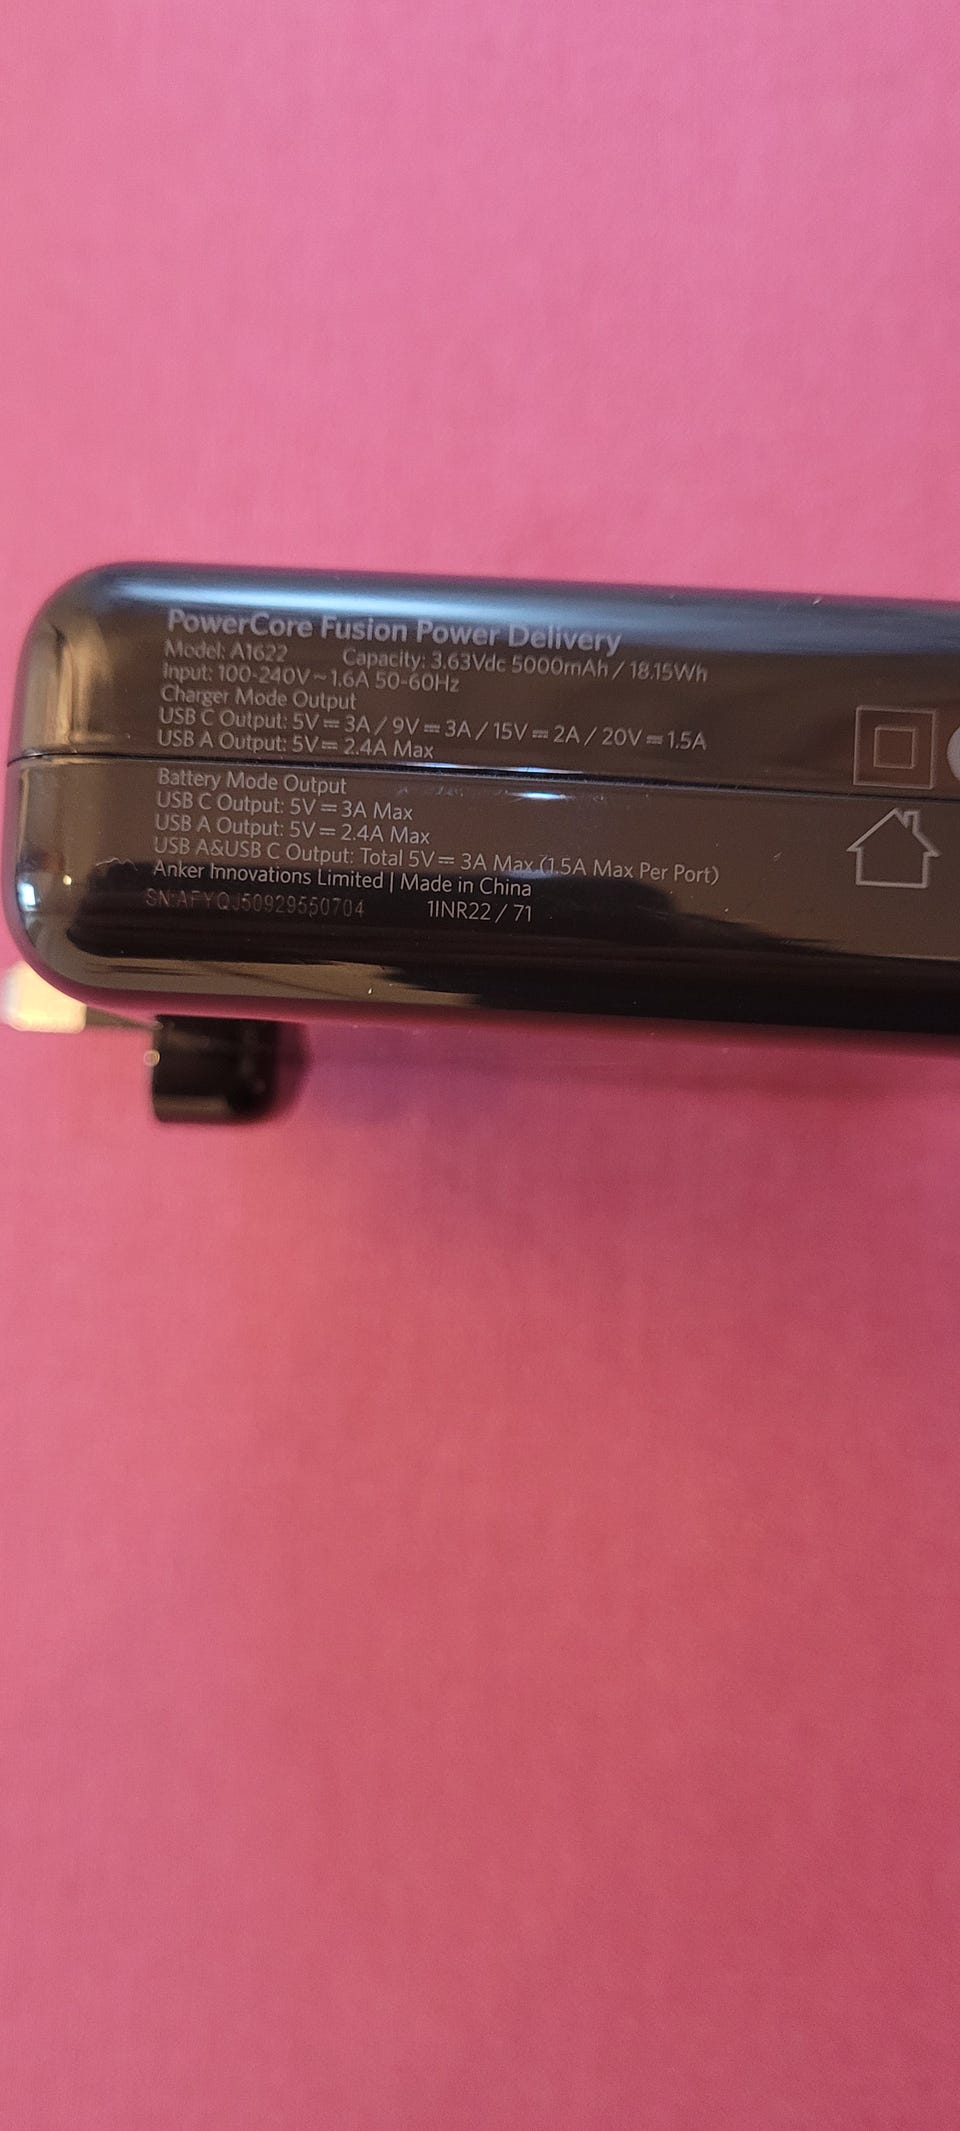 PowerCore Fusion Power Delivery
Model: A1622 Capacity: 3.63Vdc 5000mAh / 18.15Wh
Input: 100-240V~1.6A 50-60Hz
Charger Mode Output
USB C Output: 5V⎓3A / 9V⎓3A / 15V⎓2A / 20V⎓1.5A
USB A Output: 5V⎓2.4A Max
Battery Mode Output
USB C Output: 5V⎓3A Max
USB A Output: 5V⎓2.4A Max
USB A&USB C Output: Total 5V⎓3A Max (1.5A Max Per Port)
Anker Innovations Limited | Made in China
SN:AFYQJ50929550704 1INR22 / 71